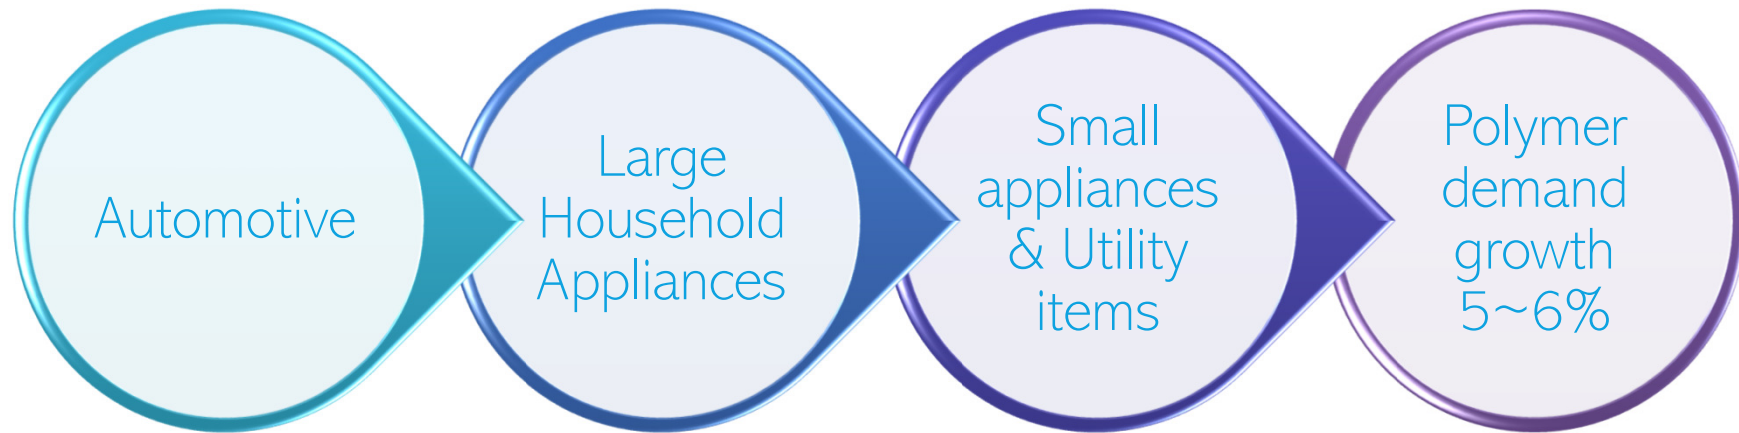 Automotive
Large
Household
Appliances
Small
appliances
& Utility
items
Polymer
demand
growth
5~6%